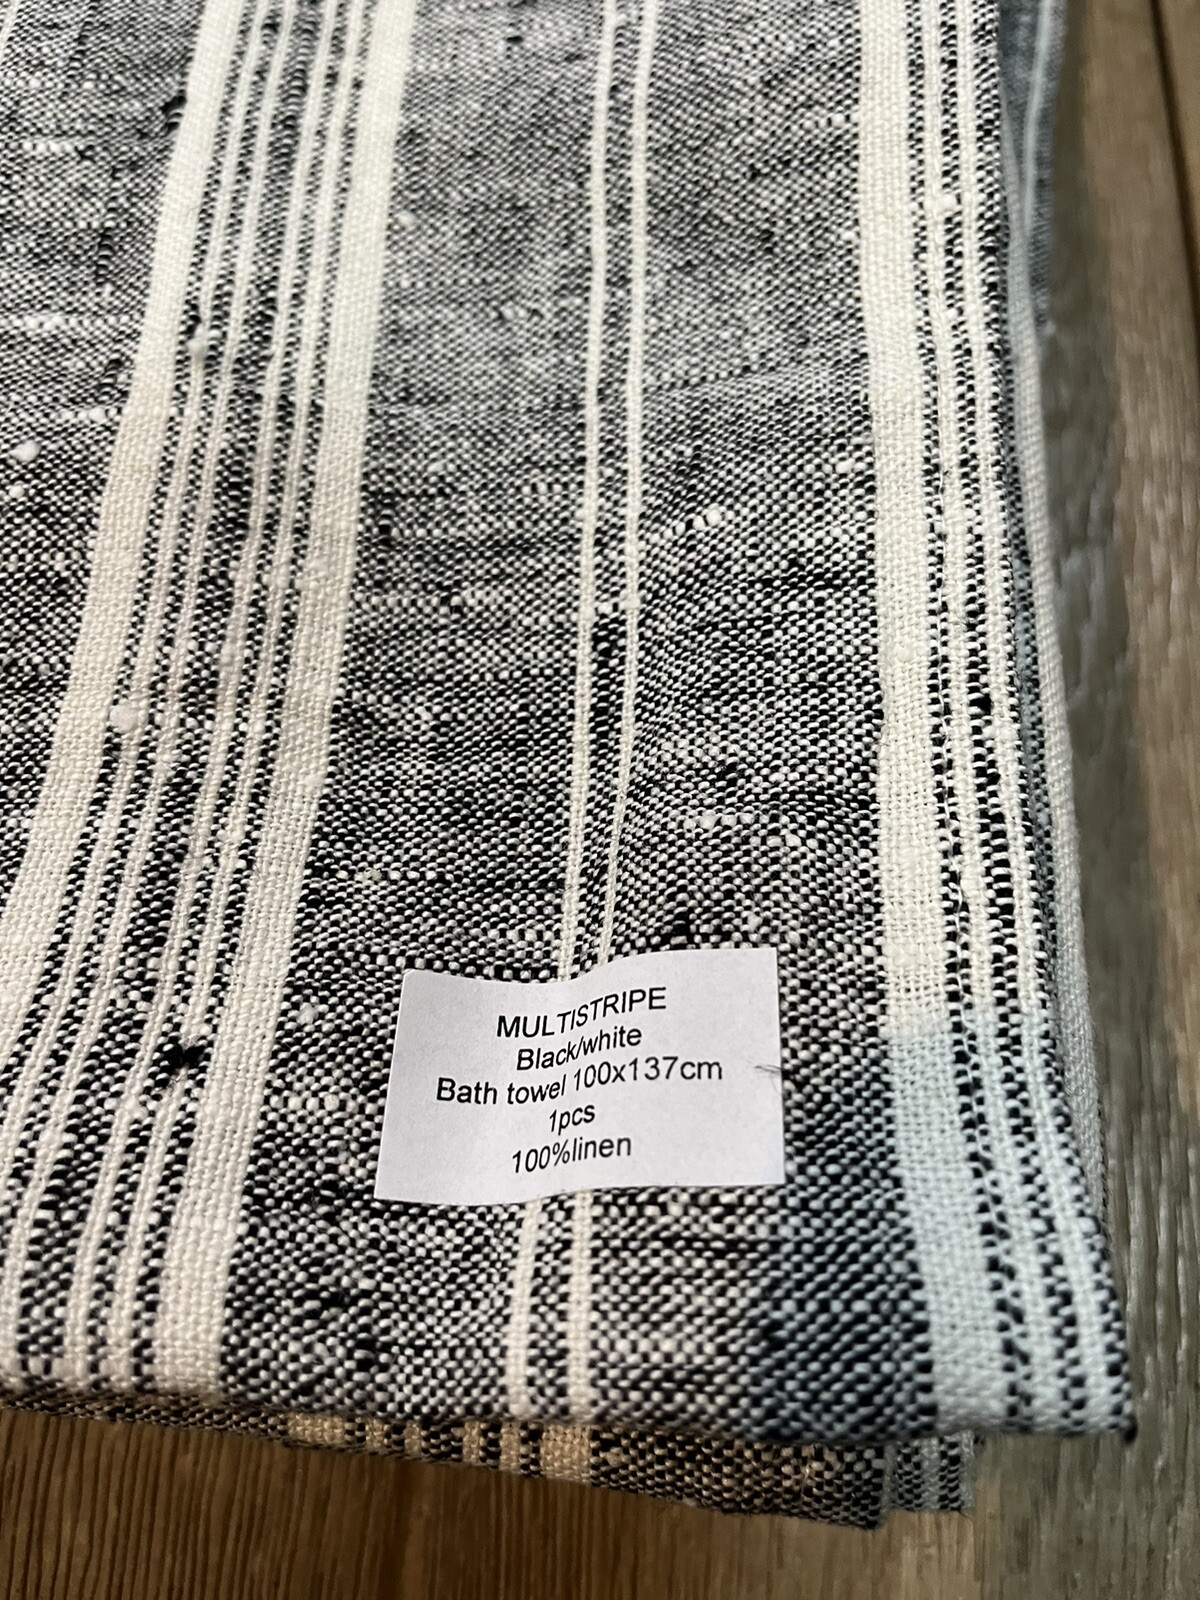 MULTISTRIPE
Black/white
Bath towel 100x137cm
1pcs
100%linen